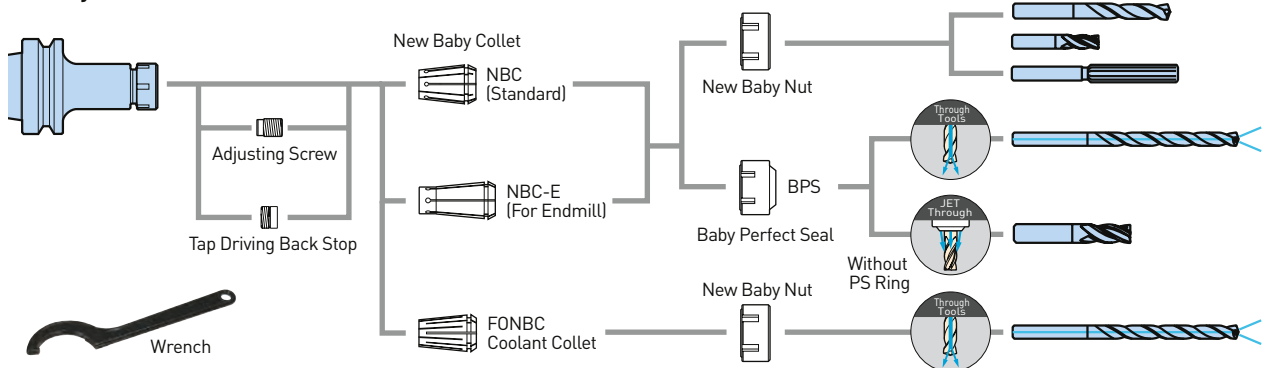 New Baby Collet
NBC
(Standard)
New Baby Nut
Adjusting Screw
Through
Tools
NBC-E
(For Endmill)
BPS
Tap Driving Back Stop
Baby Perfect Seal
JET
Through
Without
PS Ring
New Baby Nut
Through
Tools
FONBC
Coolant Collet
Wrench